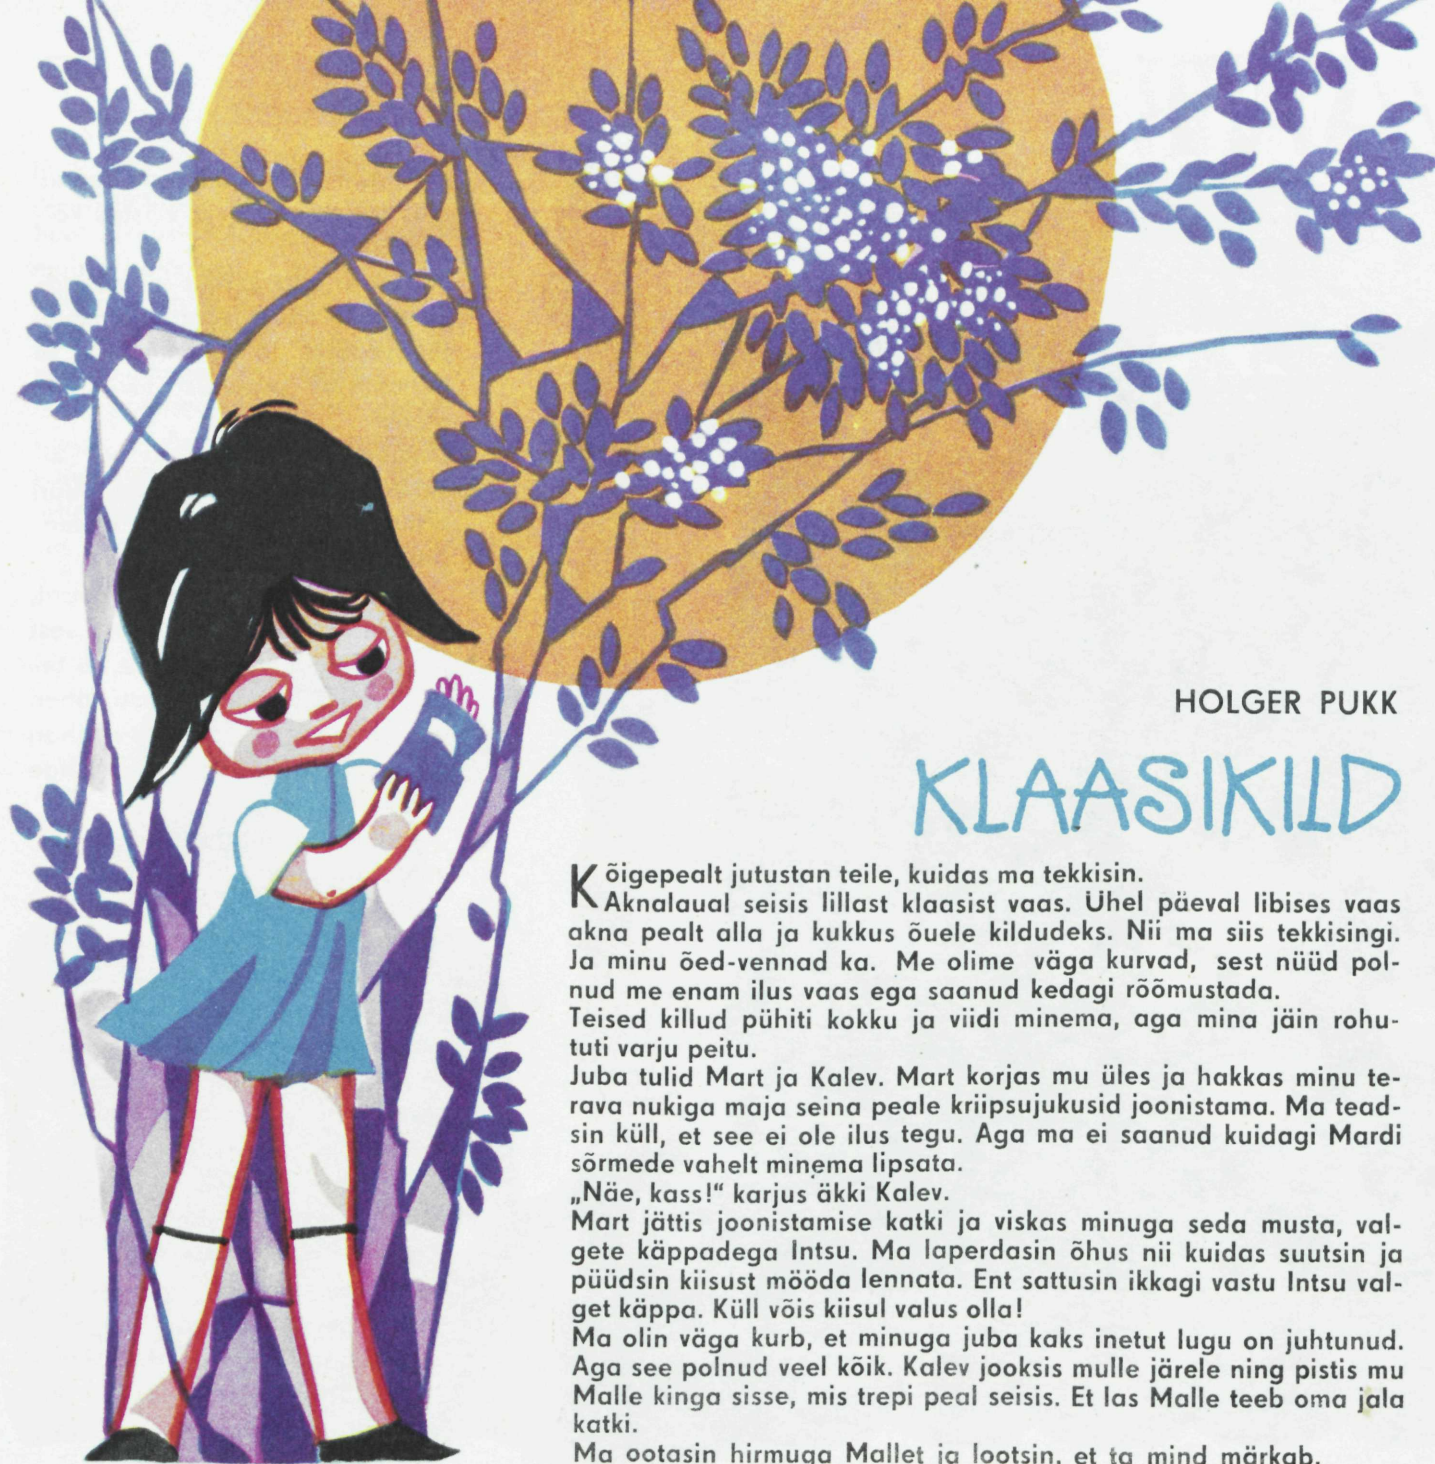 HOLGER PUKK
KLAASIKILD
Kõigepealt jutustan teile, kuidas ma tekkisin.
Aknalaual seisis lillast klaasist vaas. Ühel päeval libises vaas
akna pealt alla ja kukkus õuele kildudeks. Nii ma siis tekkisingi.
Ja minu õed-vennad ka. Me olime väga kurvad, sest nüüd pol-
nud me enam ilus vaas ega saanud kedagi rõõmustada.
Teised killud pühiti kokku ja viidi minema, aga mina jäin rohu-
tuti varju peitu.
Juba tulid Mart ja Kalev. Mart korjas mu üles ja hakkas minu te-
rava nukiga maja seina peale kriipsujukusid joonistama. Ma tead-
sin küll, et see ei ole ilus tegu. Aga ma ei saanud kuidagi Mardi
sõrmede vahelt minema lipsata.
„Näe, kass!“ karjus äkki Kalev.
Mart jättis joonistamise katki ja viskas minuga seda musta, val-
gete käppadega Intsu. Ma laperdasin õhus nii kuidas suutsin ja
püüdsin kiisust mööda lennata. Ent sattusin ikkagi vastu Intsu val-
get käppa. Küll võis kiisul valus olla!
Ma olin väga kurb, et minuga juba kaks inetut lugu on juhtunud.
Aga see polnud veel kõik. Kalev jooksis mulle järele ning pistis mu
Malle kinga sisse, mis trepi peal seisis. Et las Malle teeb oma jala
katki.
Ma ootasin hirmuga Mallet ja lootsin, et ta mind märkab.